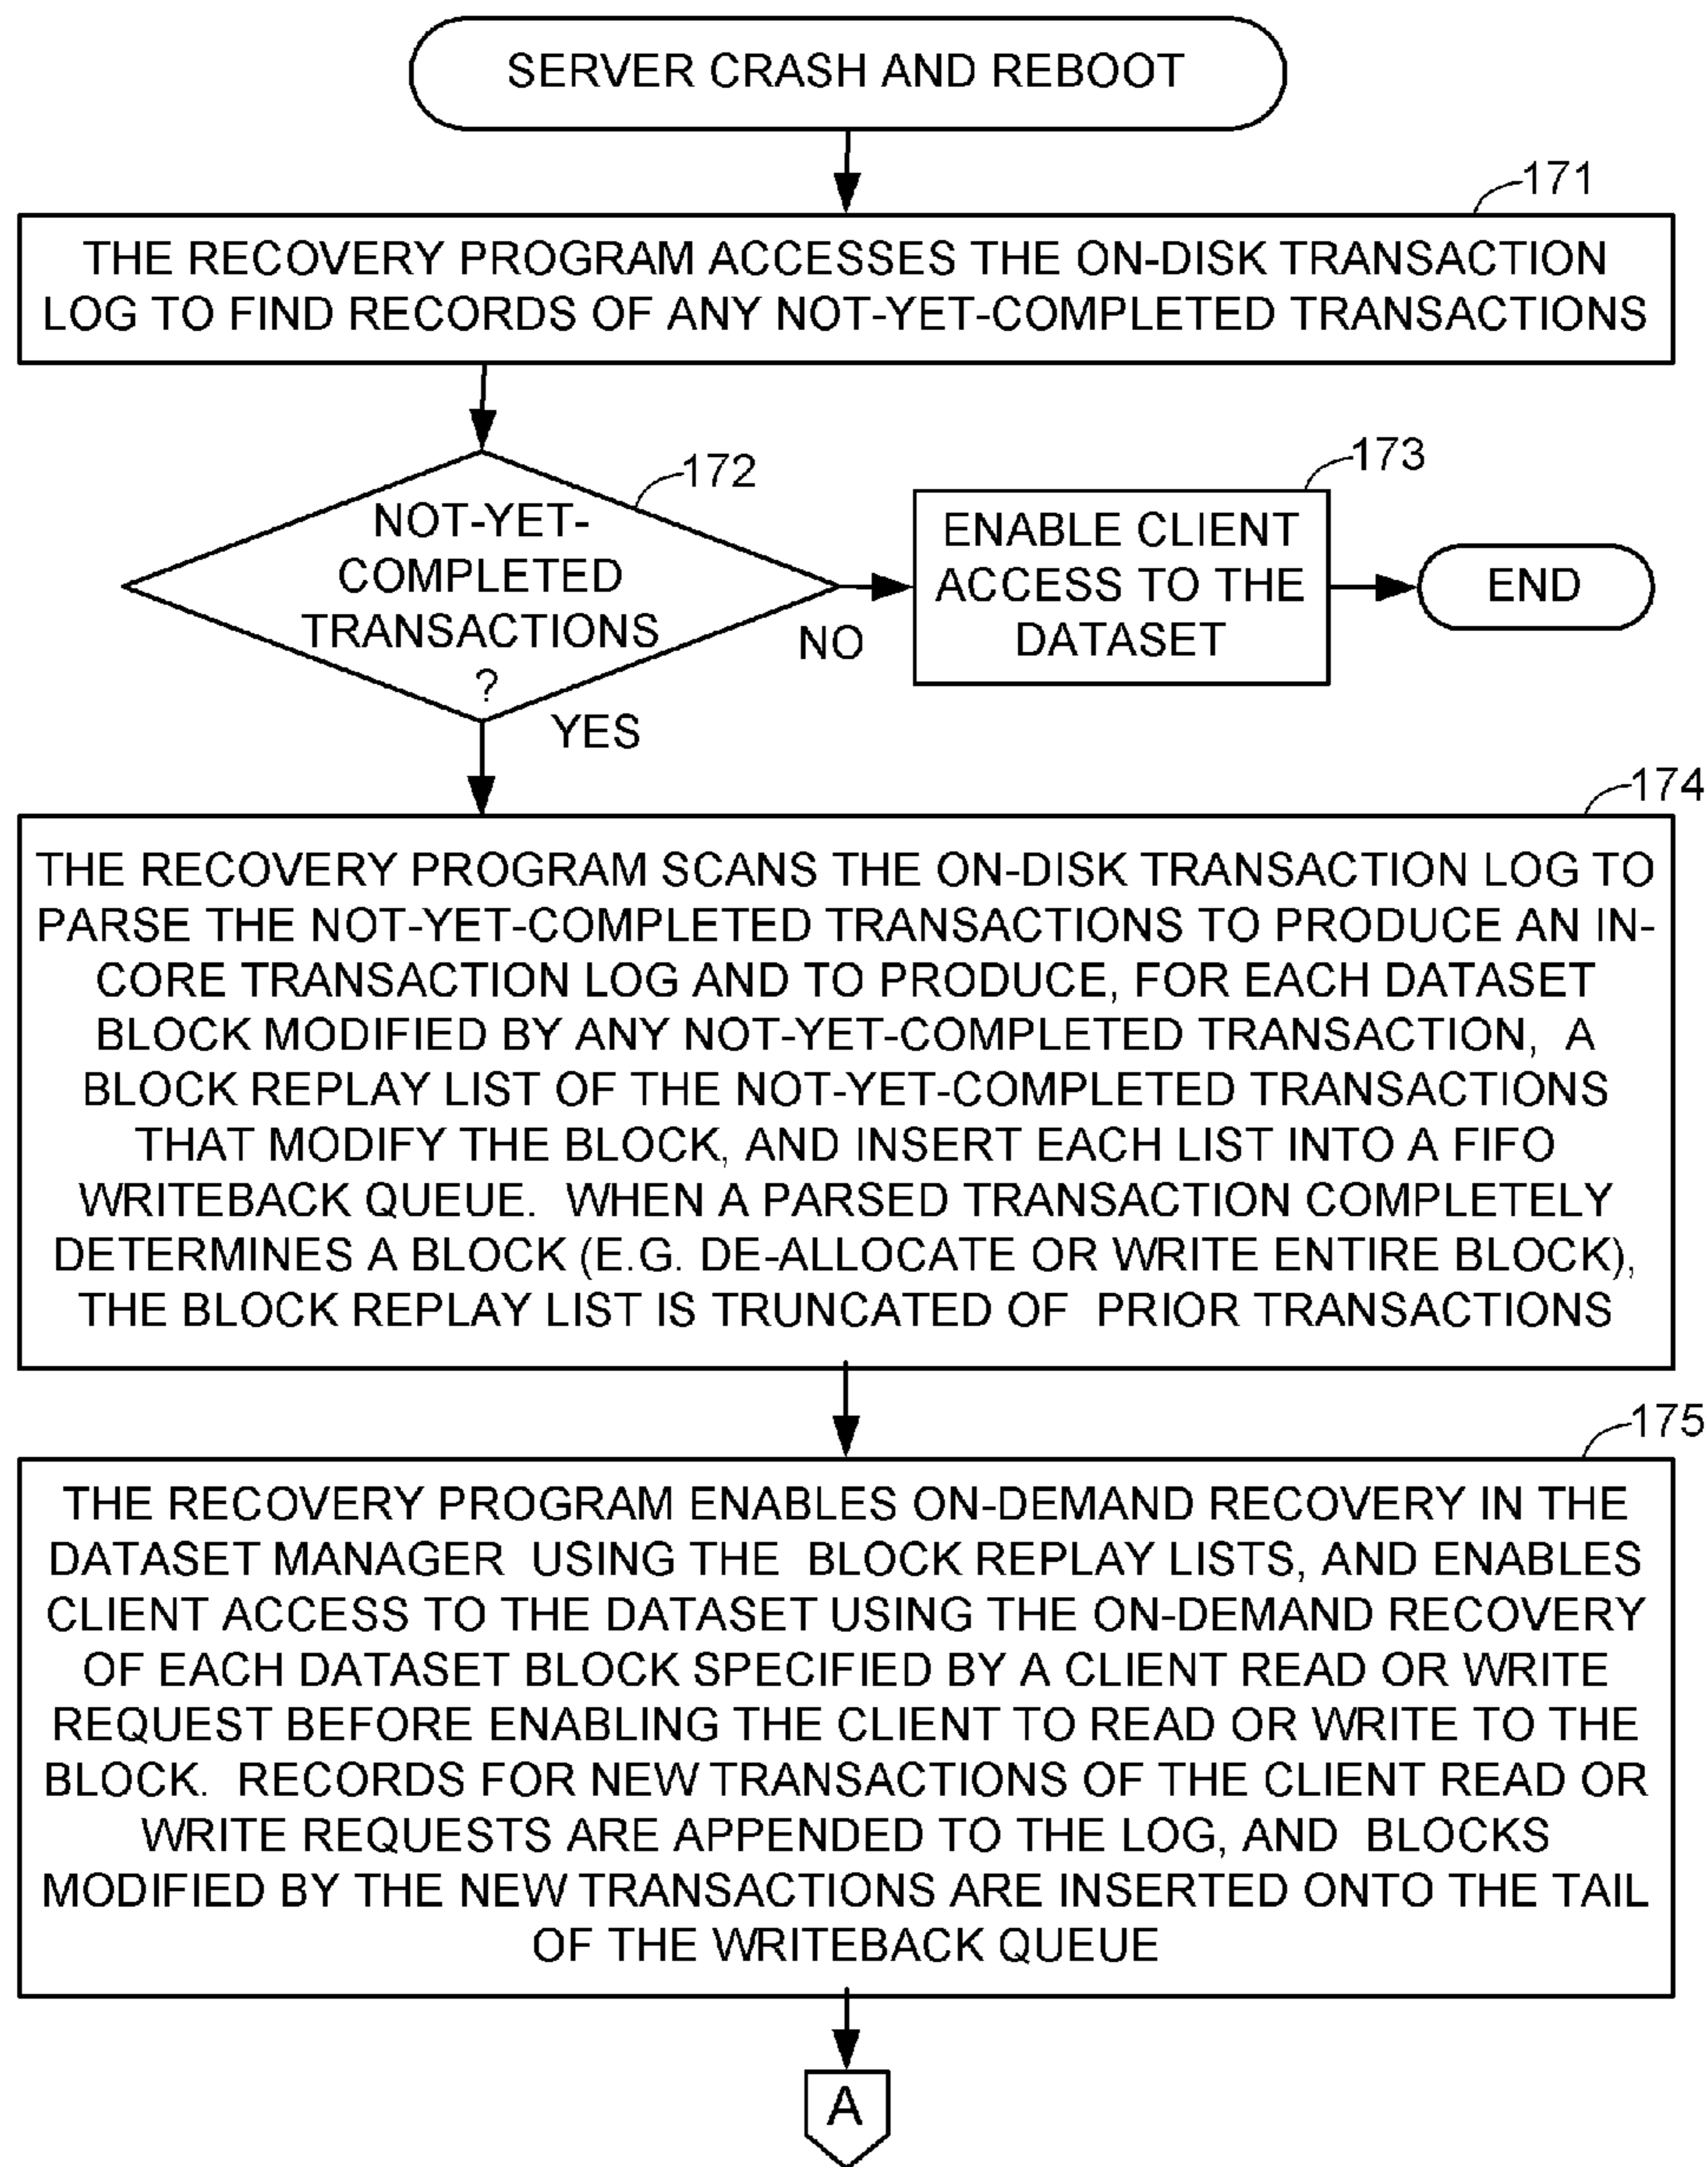 SERVER CRASH AND REBOOT
171
THE RECOVERY PROGRAM ACCESSES THE ON-DISK TRANSACTION
LOG TO FIND RECORDS OF ANY NOT-YET-COMPLETED TRANSACTIONS
172
NOT-YET-
COMPLETED
TRANSACTIONS
?
NO
YES
173
ENABLE CLIENT
ACCESS TO THE
DATASET
END
174
THE RECOVERY PROGRAM SCANS THE ON-DISK TRANSACTION LOG TO
PARSE THE NOT-YET-COMPLETED TRANSACTIONS TO PRODUCE AN IN-
CORE TRANSACTION LOG AND TO PRODUCE, FOR EACH DATASET
BLOCK MODIFIED BY ANY NOT-YET-COMPLETED TRANSACTION, A
BLOCK REPLAY LIST OF THE NOT-YET-COMPLETED TRANSACTIONS
THAT MODIFY THE BLOCK, AND INSERT EACH LIST INTO A FIFO
WRITEBACK QUEUE. WHEN A PARSED TRANSACTION COMPLETELY
DETERMINES A BLOCK (E.G. DE-ALLOCATE OR WRITE ENTIRE BLOCK),
THE BLOCK REPLAY LIST IS TRUNCATED OF PRIOR TRANSACTIONS
175
THE RECOVERY PROGRAM ENABLES ON-DEMAND RECOVERY IN THE
DATASET MANAGER USING THE BLOCK REPLAY LISTS, AND ENABLES
CLIENT ACCESS TO THE DATASET USING THE ON-DEMAND RECOVERY
OF EACH DATASET BLOCK SPECIFIED BY A CLIENT READ OR WRITE
REQUEST BEFORE ENABLING THE CLIENT TO READ OR WRITE TO THE
BLOCK. RECORDS FOR NEW TRANSACTIONS OF THE CLIENT READ OR
WRITE REQUESTS ARE APPENDED TO THE LOG, AND BLOCKS
MODIFIED BY THE NEW TRANSACTIONS ARE INSERTED ONTO THE TAIL
OF THE WRITEBACK QUEUE
A